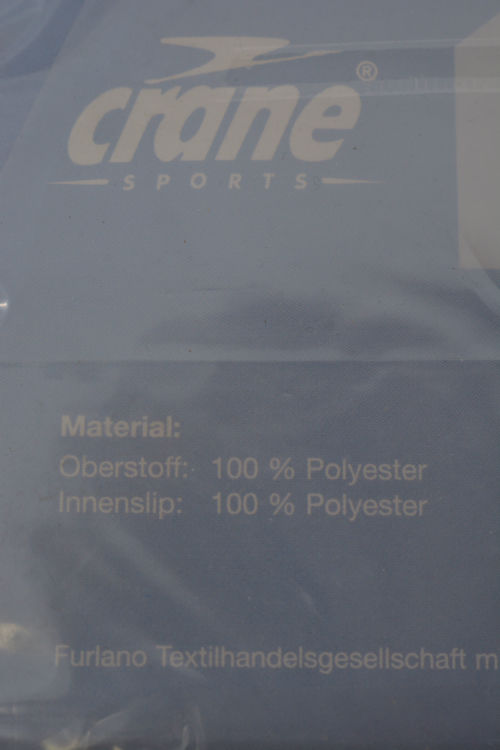 crane®
SPORTS
Material:
Oberstoff: 100 % Polyester
Innenslip: 100 % Polyester
Furlano Textilhandelsgesellschaft m